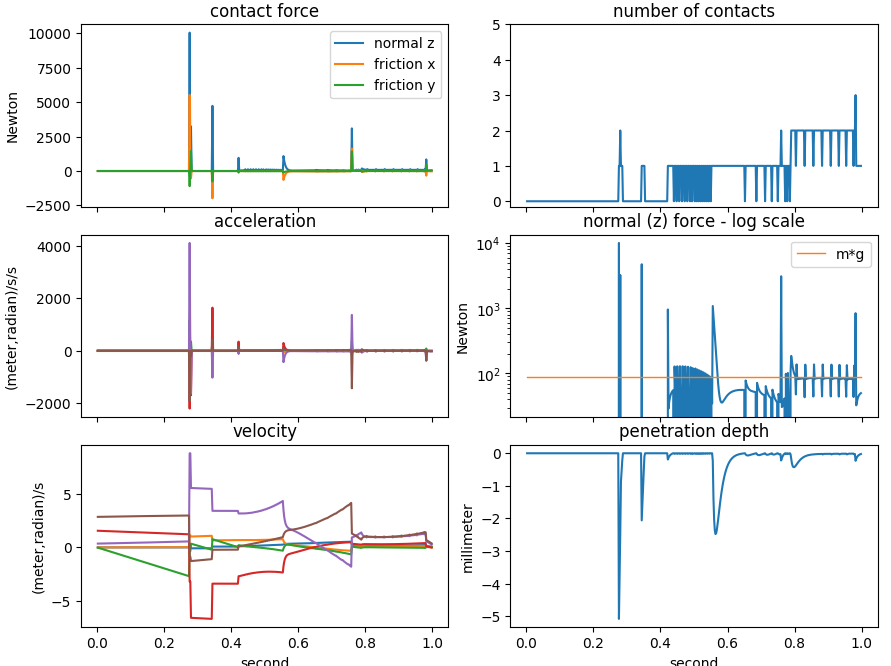 contact force
number of contacts
10000
7500
5000
2500
0
−2500
Newton
normal z
friction x
friction y
5
4
3
2
1
0
acceleration
normal (z) force - log scale
4000
2000
0
−2000
(meter,radian)/s/s
10⁴
10³
10²
Newton
m*g
velocity
penetration depth
5
0
−5
(meter,radian)/s
0
−1
−2
−3
−4
−5
millimeter
0.0 0.2 0.4 0.6 0.8 1.0
0.0 0.2 0.4 0.6 0.8 1.0
second
second